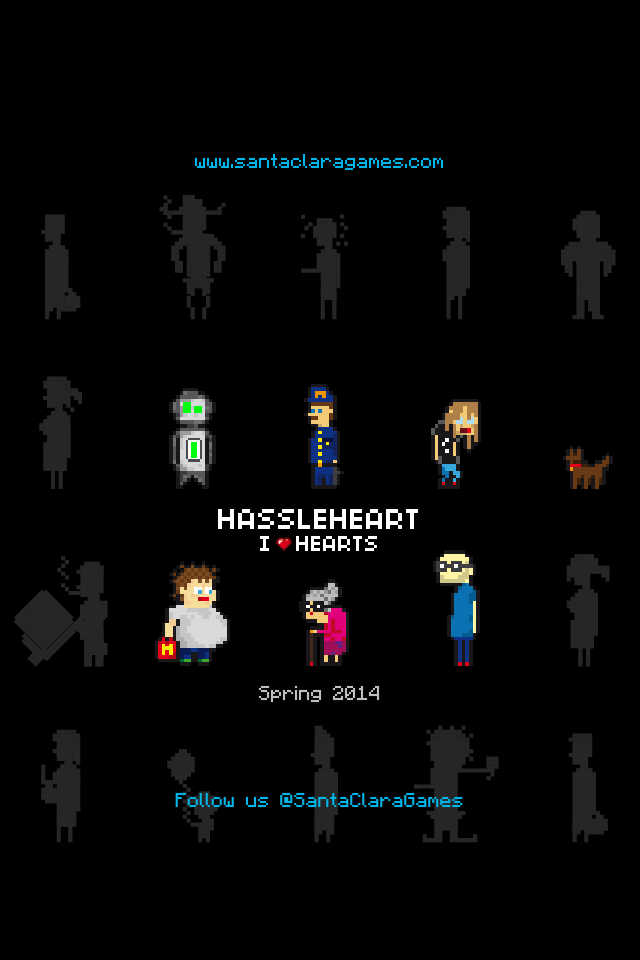 www.santaclaragames.com
HASSLEHEART
I ❤ HEARTS
M
Spring 2014
Follow us @SantaClaraGames